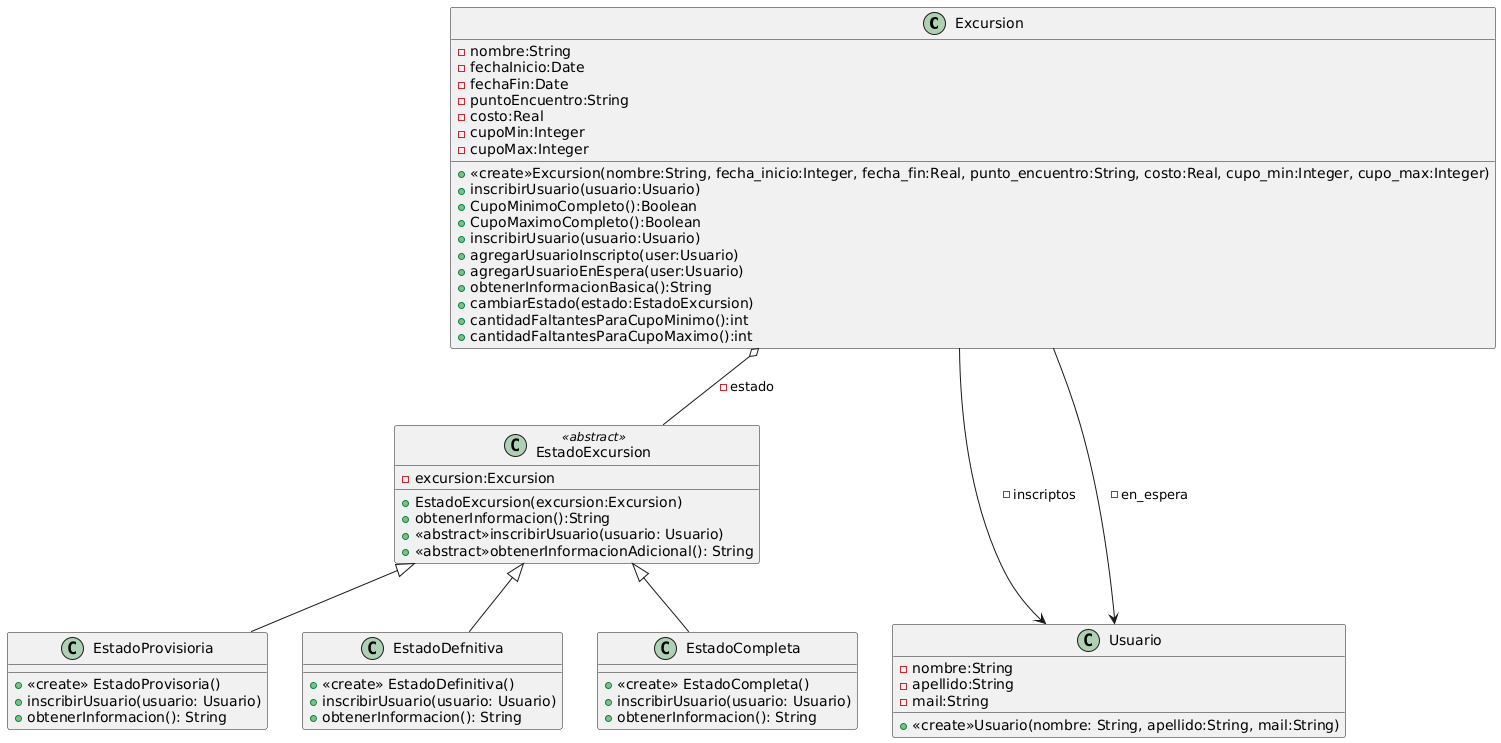 Excursion
nombre:String
fechaInicio:Date
fechaFin:Date
puntoEncuentro:String
costo:Real
cupoMin:Integer
cupoMax:Integer
«create»Excursion(nombre:String, fecha_inicio:Integer, fecha_fin:Real, punto_encuentro:String, costo:Real, cupo_min:Integer, cupo_max:Integer)
inscribirUsuario(usuario:Usuario)
CupoMinimoCompleto():Boolean
CupoMaximoCompleto():Boolean
inscribirUsuario(usuario:Usuario)
agregarUsuarioInscripto(user:Usuario)
agregarUsuarioEnEspera(user:Usuario)
obtenerInformacionBasica():String
cambiarEstado(estado:EstadoExcursion)
cantidadFaltantesParaCupoMinimo():int
cantidadFaltantesParaCupoMaximo():int
estado
«abstract»
EstadoExcursion
excursion:Excursion
EstadoExcursion(excursion:Excursion)
obtenerInformacion():String
«abstract»inscribirUsuario(usuario: Usuario)
«abstract»obtenerInformacionAdicional(): String
inscriptos
en_espera
EstadoProvisioria
«create» EstadoProvisoria()
inscribirUsuario(usuario: Usuario)
obtenerInformacion(): String
EstadoDefnitiva
«create» EstadoDefinitiva()
inscribirUsuario(usuario: Usuario)
obtenerInformacion(): String
EstadoCompleta
«create» EstadoCompleta()
inscribirUsuario(usuario: Usuario)
obtenerInformacion(): String
Usuario
nombre:String
apellido:String
mail:String
«create»Usuario(nombre: String, apellido:String, mail:String)